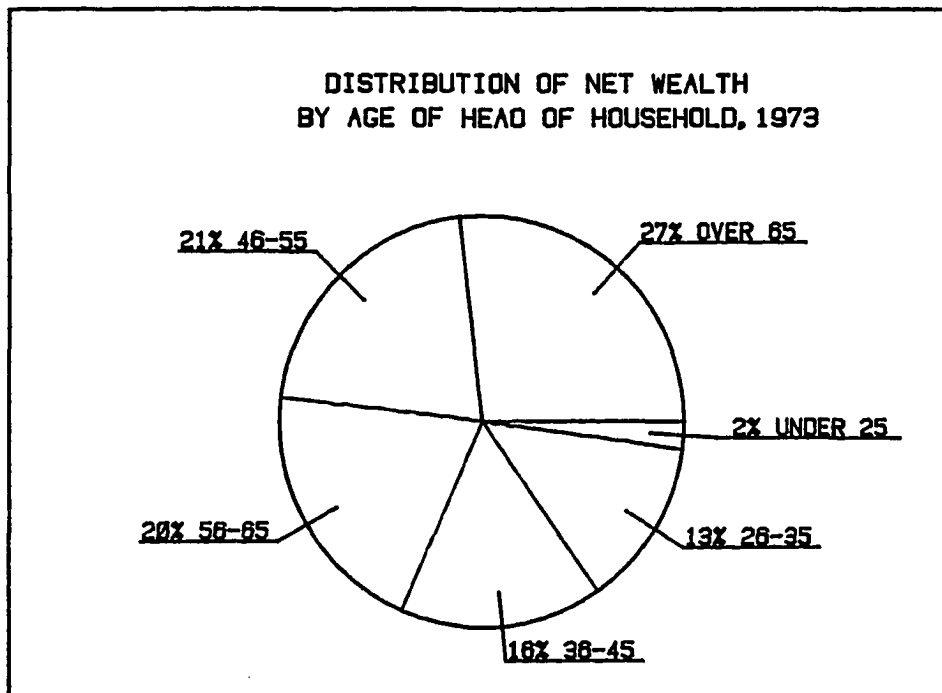 DISTRIBUTION OF NET WEALTH
BY AGE OF HEAD OF HOUSEHOLD, 1973
21% 46-55
27% OVER 65
2% UNDER 25
20% 56-65
13% 26-35
16% 36-45